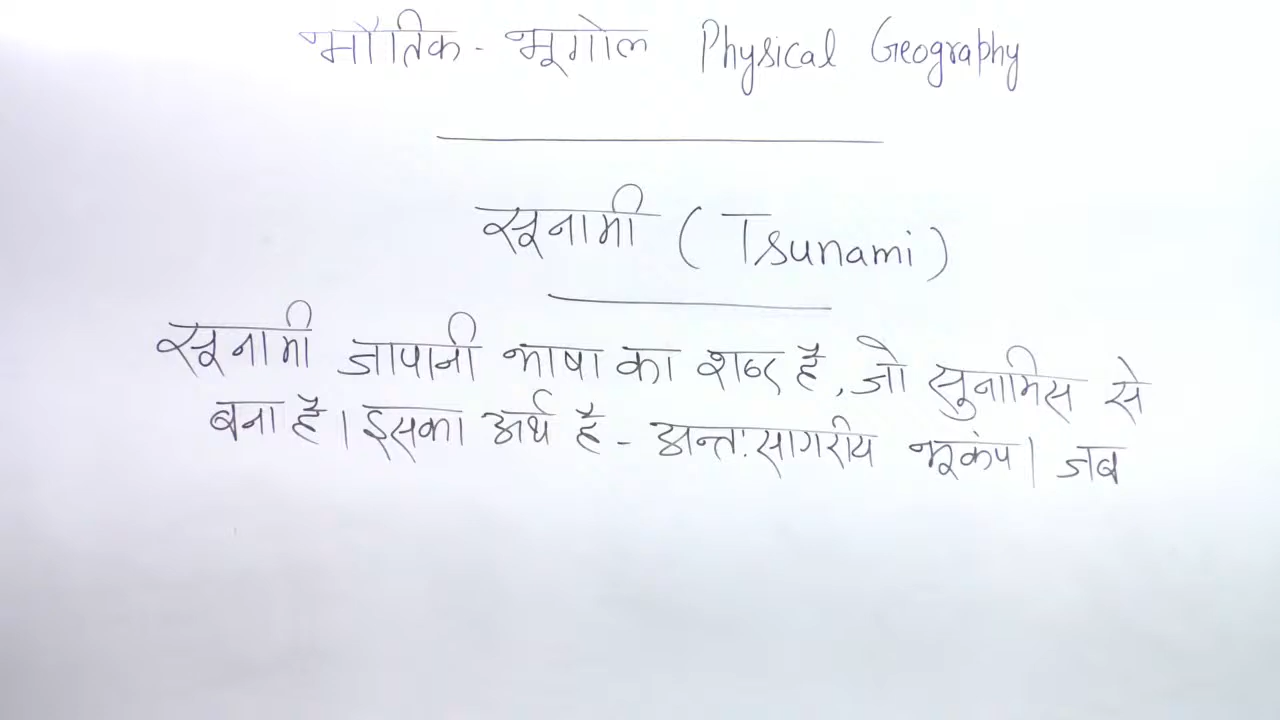 भौतिक - भूगोल Physical Geography
सूनामी ( Tsunami )
सूनामी जापानी भाषा का शब्द है , जो सुनामिस से
बना है । इसका अर्थ है - अन्तःसागरीय भूकंप । जब